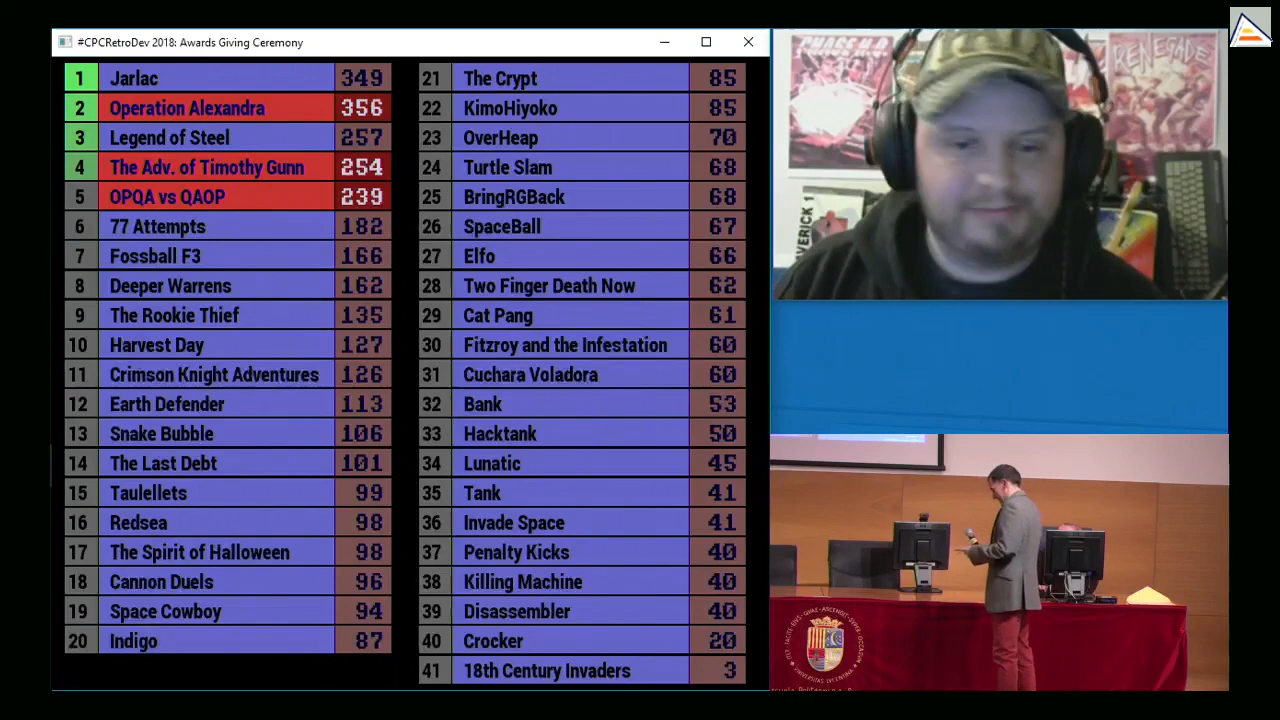 #CPCRetroDev 2018: Awards Giving Ceremony
1 Jarlac 349
2 Operation Alexandra 356
3 Legend of Steel 257
4 The Adv. of Timothy Gunn 254
5 OPQA vs QAOP 239
6 77 Attempts 182
7 Fossball F3 166
8 Deeper Warrens 162
9 The Rookie Thief 135
10 Harvest Day 127
11 Crimson Knight Adventures 126
12 Earth Defender 113
13 Snake Bubble 106
14 The Last Debt 101
15 Taulellets 99
16 Redsea 98
17 The Spirit of Halloween 98
18 Cannon Duels 96
19 Space Cowboy 94
20 Indigo 87
21 The Crypt 85
22 KimoHiyoko 85
23 OverHeap 70
24 Turtle Slam 68
25 BringRGBack 68
26 SpaceBall 67
27 Elfo 66
28 Two Finger Death Now 62
29 Cat Pang 61
30 Fitzroy and the Infestation 60
31 Cuchara Voladora 60
32 Bank 53
33 Hacktank 50
34 Lunatic 45
35 Tank 41
36 Invade Space 41
37 Penalty Kicks 40
38 Killing Machine 40
39 Disassembler 40
40 Crocker 20
41 18th Century Invaders 3
CHASE H.Q.
RENEGADE